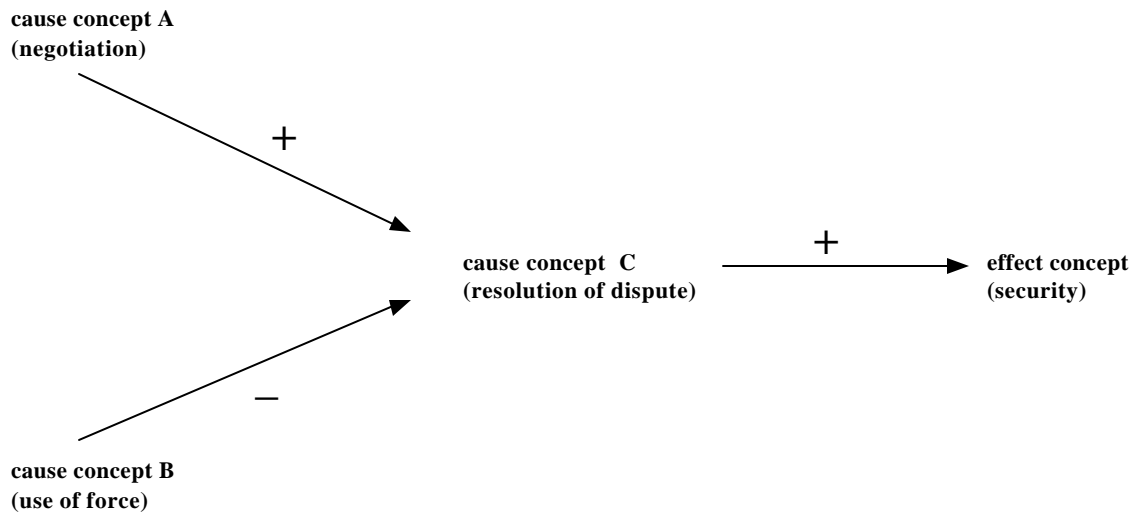 cause concept A
(negotiation)
+
cause concept C
(resolution of dispute)
+
effect concept
(security)
−
cause concept B
(use of force)